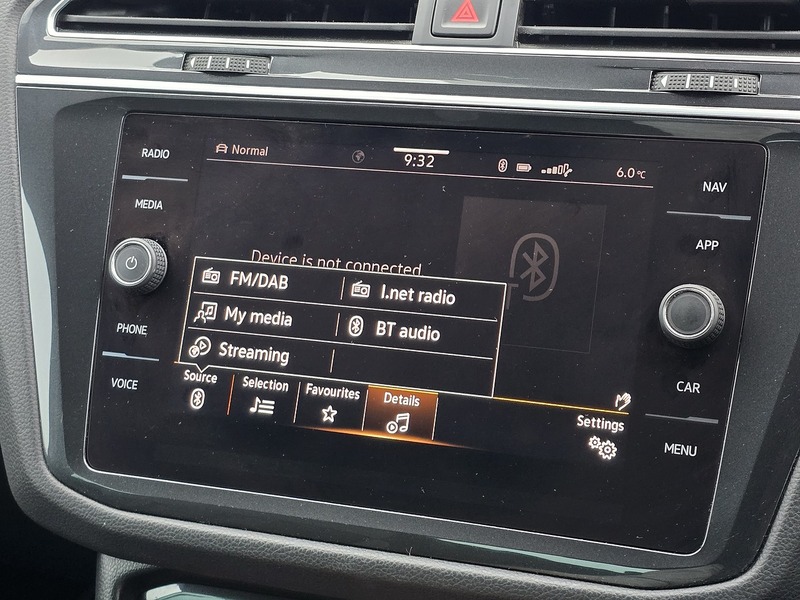 RADIO
MEDIA
PHONE
VOICE
Normal
9:32
6.0°C
Device is not connected
FM/DAB
I.net radio
My media
BT audio
Streaming
Source
Selection
Favourites
Details
Settings
NAV
APP
CAR
MENU